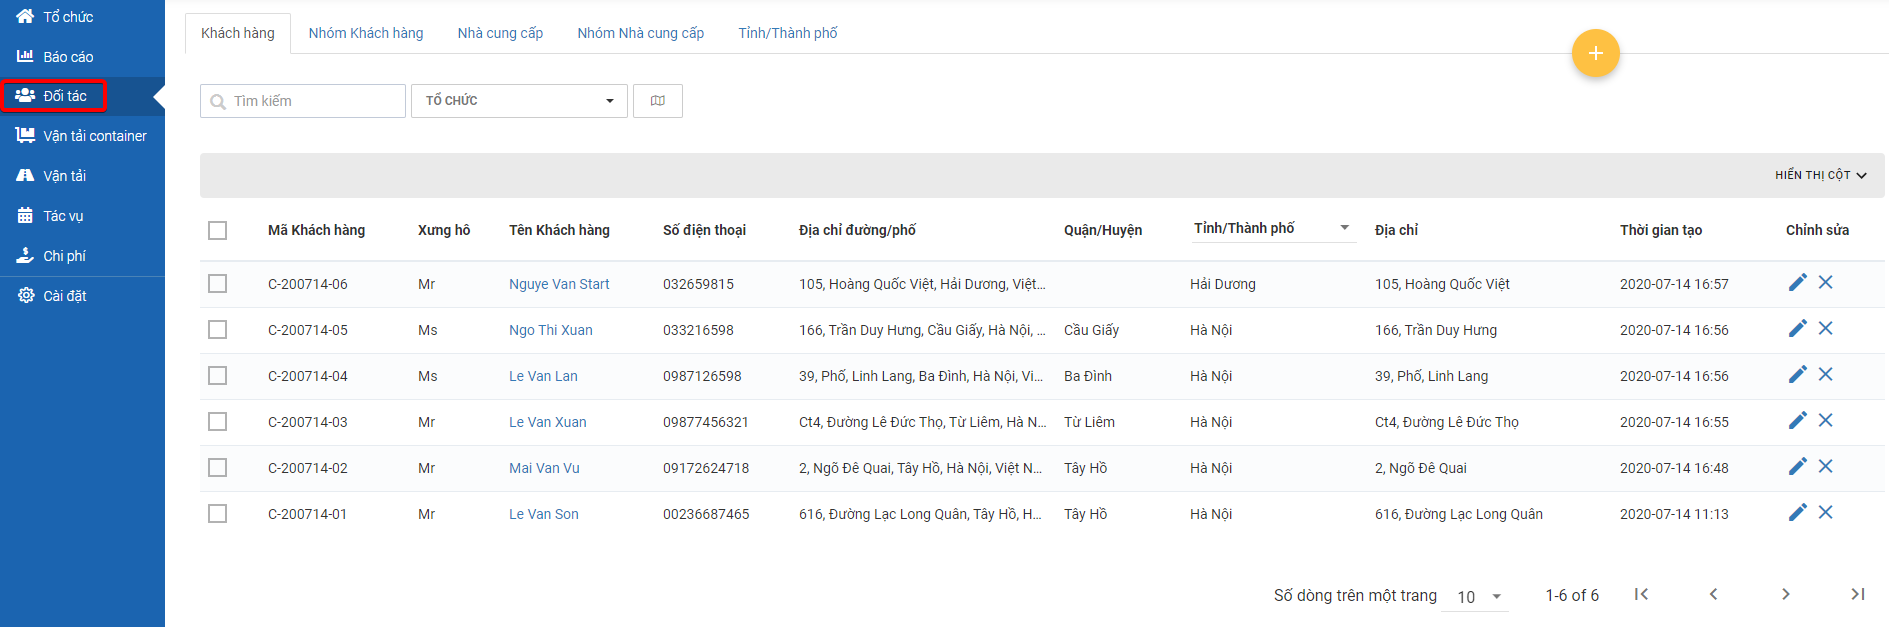 Tổ chức
Báo cáo
Đối tác
Vận tải container
Vận tải
Tác vụ
Chi phí
Cài đặt
Khách hàng Nhóm Khách hàng Nhà cung cấp Nhóm Nhà cung cấp Tỉnh/Thành phố
Tìm kiếm TỔ CHỨC
HIỂN THỊ CỘT
Mã Khách hàng Xưng hô Tên Khách hàng Số điện thoại Địa chỉ đường/phố Quận/Huyện Tỉnh/Thành phố Địa chỉ Thời gian tạo Chỉnh sửa
C-200714-06 Mr Nguye Van Start 032659815 105, Hoàng Quốc Việt, Hải Dương, Việt... Hải Dương 105, Hoàng Quốc Việt 2020-07-14 16:57
C-200714-05 Ms Ngo Thi Xuan 033216598 166, Trần Duy Hưng, Cầu Giấy, Hà Nội, ... Cầu Giấy Hà Nội 166, Trần Duy Hưng 2020-07-14 16:56
C-200714-04 Ms Le Van Lan 0987126598 39, Phố, Linh Lang, Ba Đình, Hà Nội, Vi... Ba Đình Hà Nội 39, Phố, Linh Lang 2020-07-14 16:56
C-200714-03 Mr Le Van Xuan 09877456321 Ct4, Đường Lê Đức Thọ, Từ Liêm, Hà N... Từ Liêm Hà Nội Ct4, Đường Lê Đức Thọ 2020-07-14 16:55
C-200714-02 Mr Mai Van Vu 09172624718 2, Ngõ Đê Quai, Tây Hồ, Hà Nội, Việt N... Tây Hồ Hà Nội 2, Ngõ Đê Quai 2020-07-14 16:48
C-200714-01 Mr Le Van Son 00236687465 616, Đường Lạc Long Quân, Tây Hồ, H... Tây Hồ Hà Nội 616, Đường Lạc Long Quân 2020-07-14 11:13
Số dòng trên một trang 10 1-6 of 6